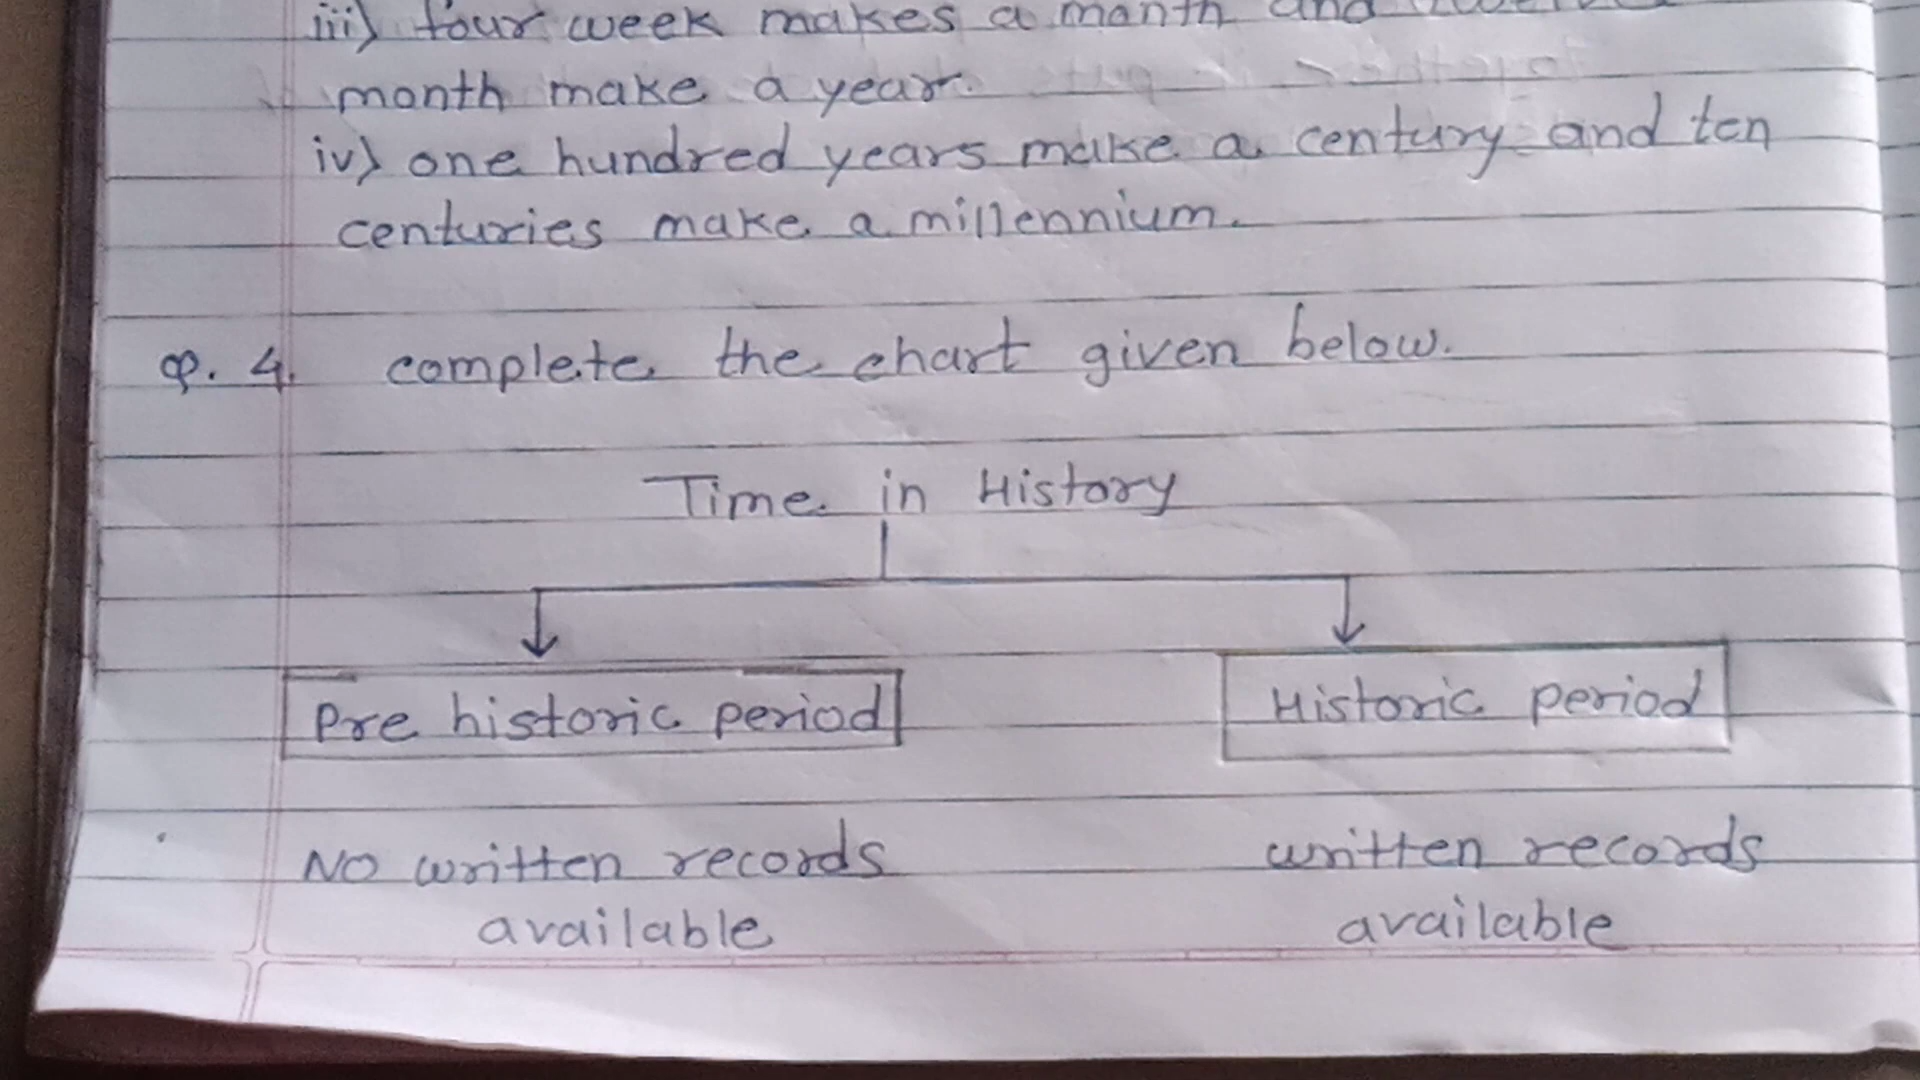 iii) four week makes a month and
month make a year.
iv) one hundred years make a century and ten
centuries make a millennium.
Q. 4. complete the chart given below.
Time in History
Pre historic period
Historic period
NO written records
available
written records
available